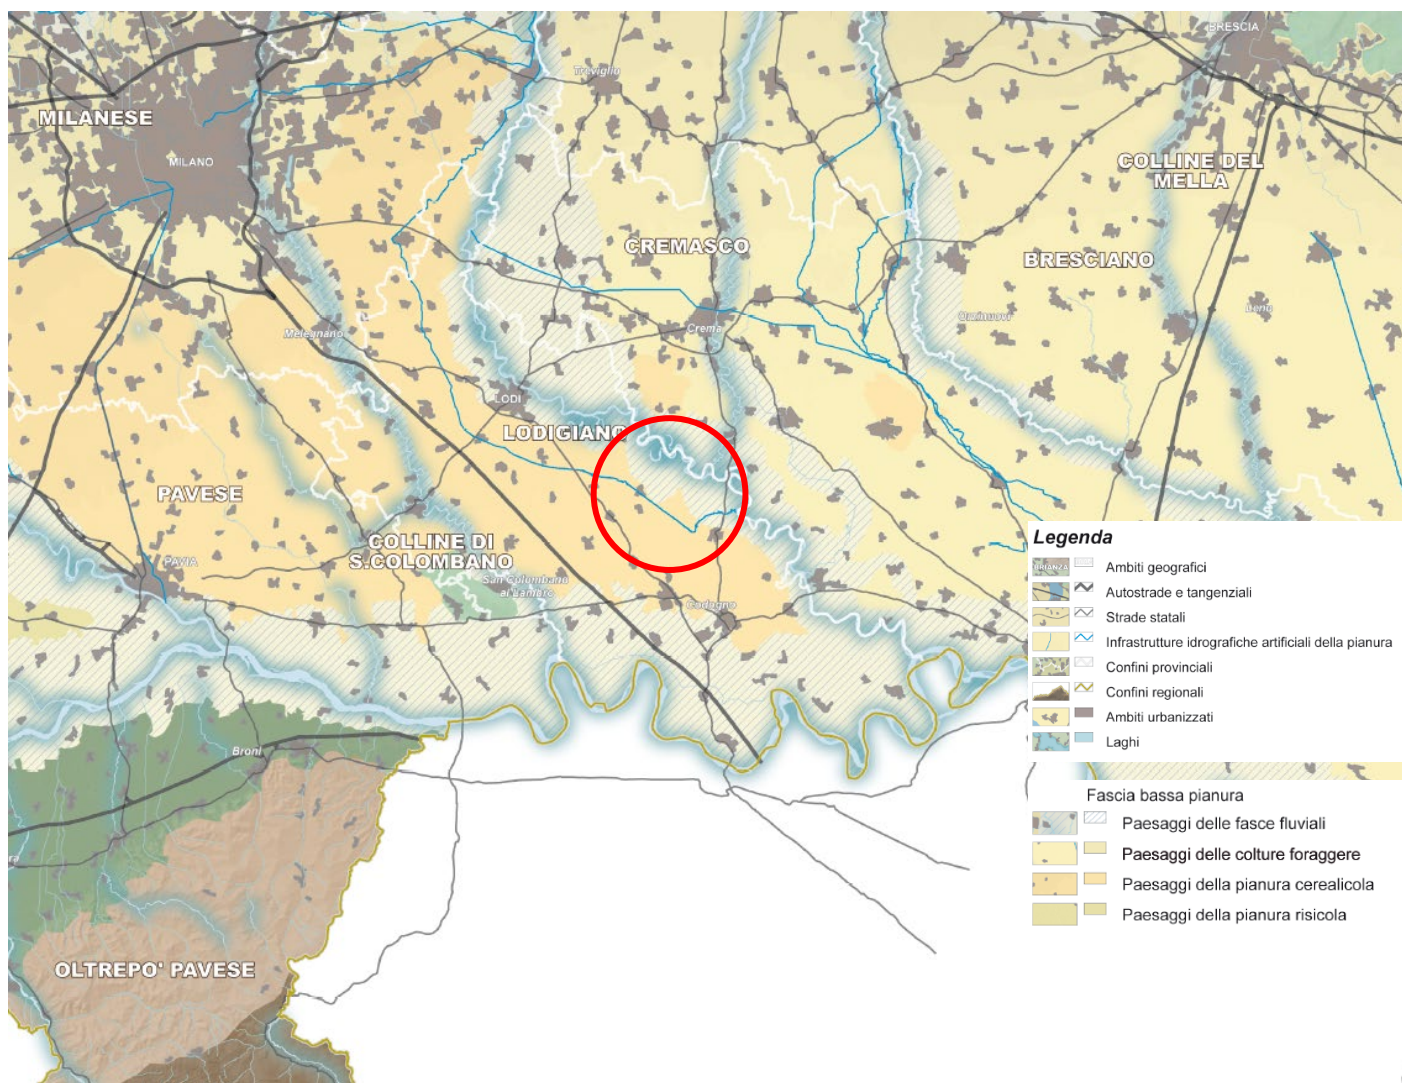 BRESCIA
Treviglio
MILANESE
MILANO
COLLINE DEL
MELLA
CREMASCO
BRESCIANO
Orzinuovi
Leno
Melegnano
Crema
LODI
LODIGIANO
PAVESE
COLLINE DI
S.COLOMBANO
PAVIA
San Colombano
al Lambro
Codogno
Broni
OLTREPO' PAVESE
Legenda
BRIANZA
Ambiti geografici
Autostrade e tangenziali
Strade statali
Infrastrutture idrografiche artificiali della pianura
Confini provinciali
Confini regionali
Ambiti urbanizzati
Laghi
Fascia bassa pianura
Paesaggi delle fasce fluviali
Paesaggi delle colture foraggere
Paesaggi della pianura cerealicola
Paesaggi della pianura risicola